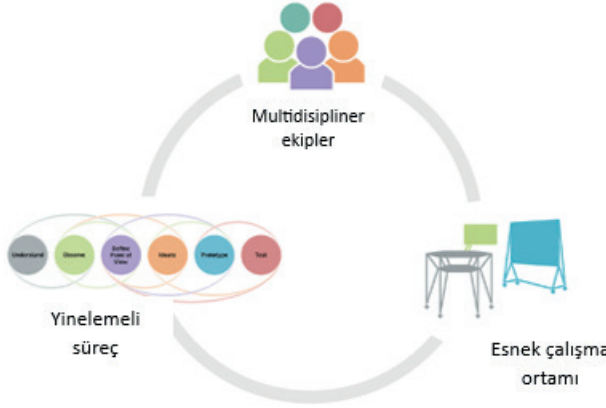 Multidisipliner
ekipler
Understand
Observe
Define
Point of
View
Ideate
Prototype
Test
Yinelemeli
süreç
Esnek çalışma
ortamı